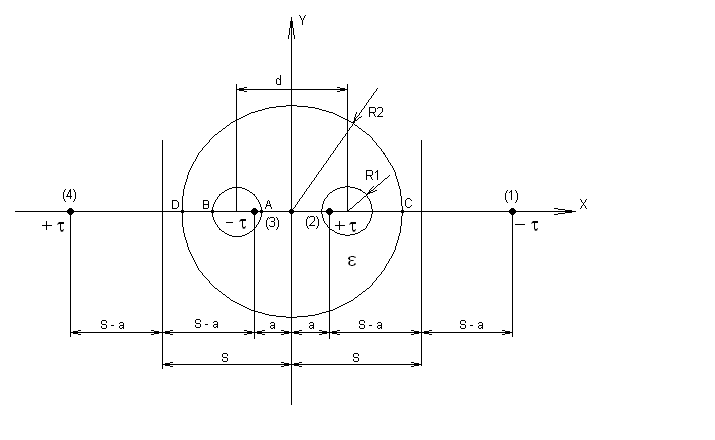 Y
d
R2
R1
(4)
(1)
D B A C X
+ τ - τ (3) (2) + τ - τ
ε
S - a S - a a a S - a S - a
S S